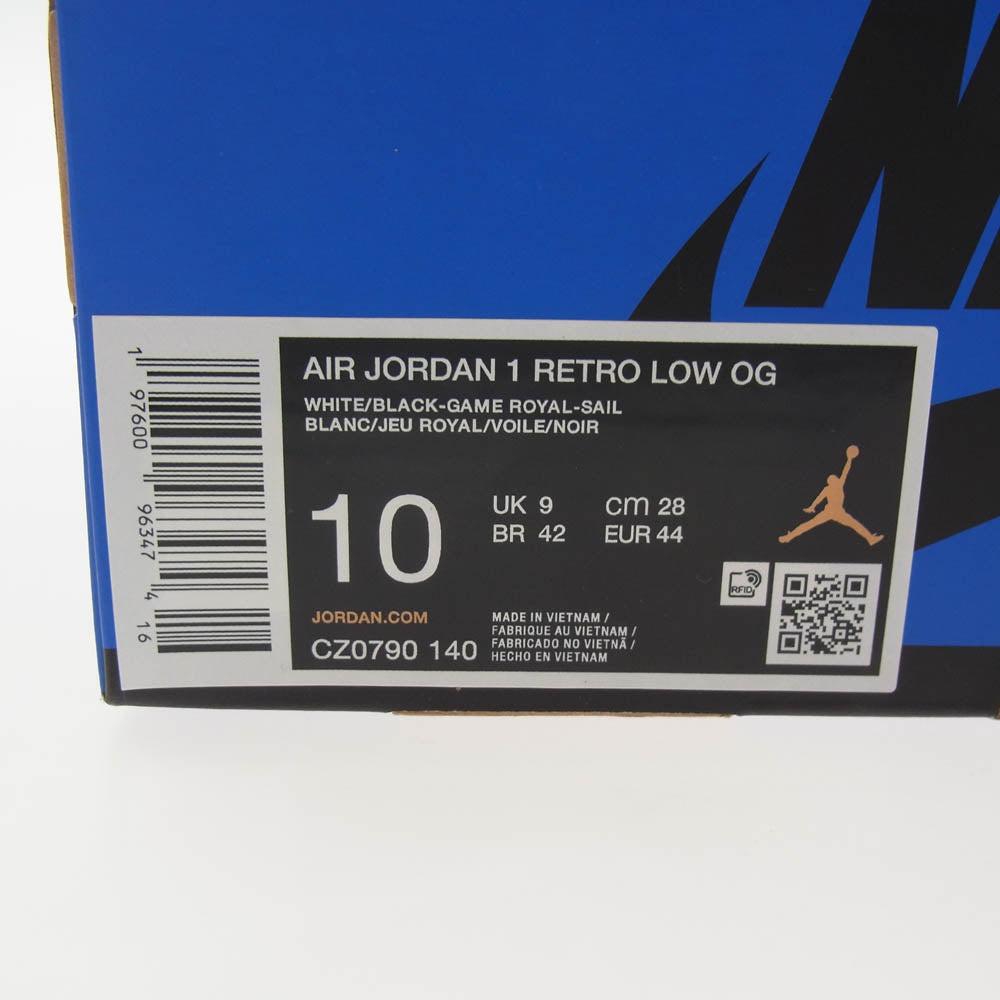 AIR JORDAN 1 RETRO LOW OG
WHITE/BLACK-GAME ROYAL-SAIL
BLANC/JEU ROYAL/VOILE/NOIR
10
UK 9 cm 28
BR 42 EUR 44
RFID
JORDAN.COM
CZ0790 140
MADE IN VIETNAM /
FABRIQUE AU VIETNAM /
FABRICADO NO VIETNÃ /
HECHO EN VIETNAM
1 97600 96347 4 16